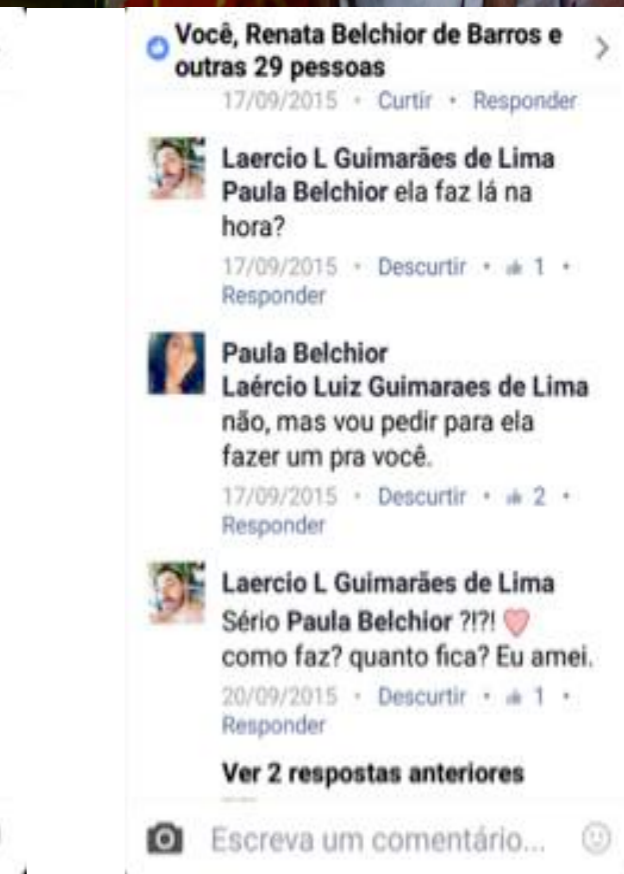 Você, Renata Belchior de Barros e
outras 29 pessoas
17/09/2015 • Curtir • Responder
Laercio L Guimarães de Lima
Paula Belchior ela faz lá na
hora?
17/09/2015 • Descurtir • 1 •
Responder
Paula Belchior
Laércio Luiz Guimaraes de Lima
não, mas vou pedir para ela
fazer um pra você.
17/09/2015 • Descurtir • 2 •
Responder
Laercio L Guimarães de Lima
Sério Paula Belchior ?!?!
como faz? quanto fica? Eu amei.
20/09/2015 • Descurtir • 1 •
Responder
Ver 2 respostas anteriores
Escreva um comentário...